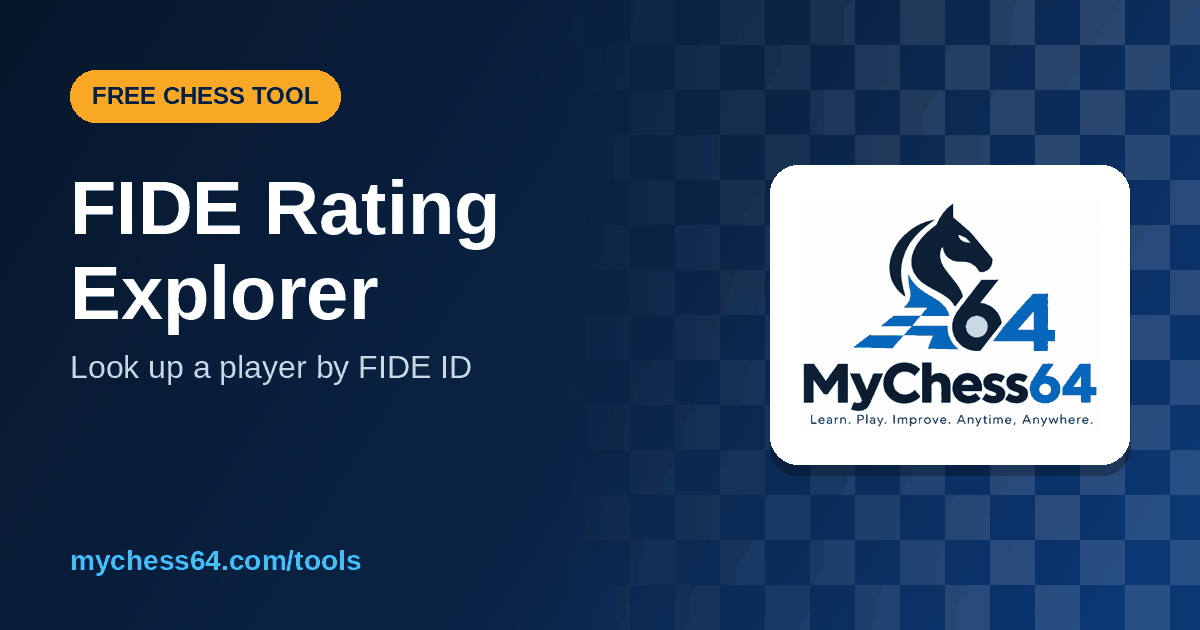 FREE CHESS TOOL
FIDE Rating
Explorer
Look up a player by FIDE ID
64
MyChess64
Learn. Play. Improve. Anytime, Anywhere.
mychess64.com/tools